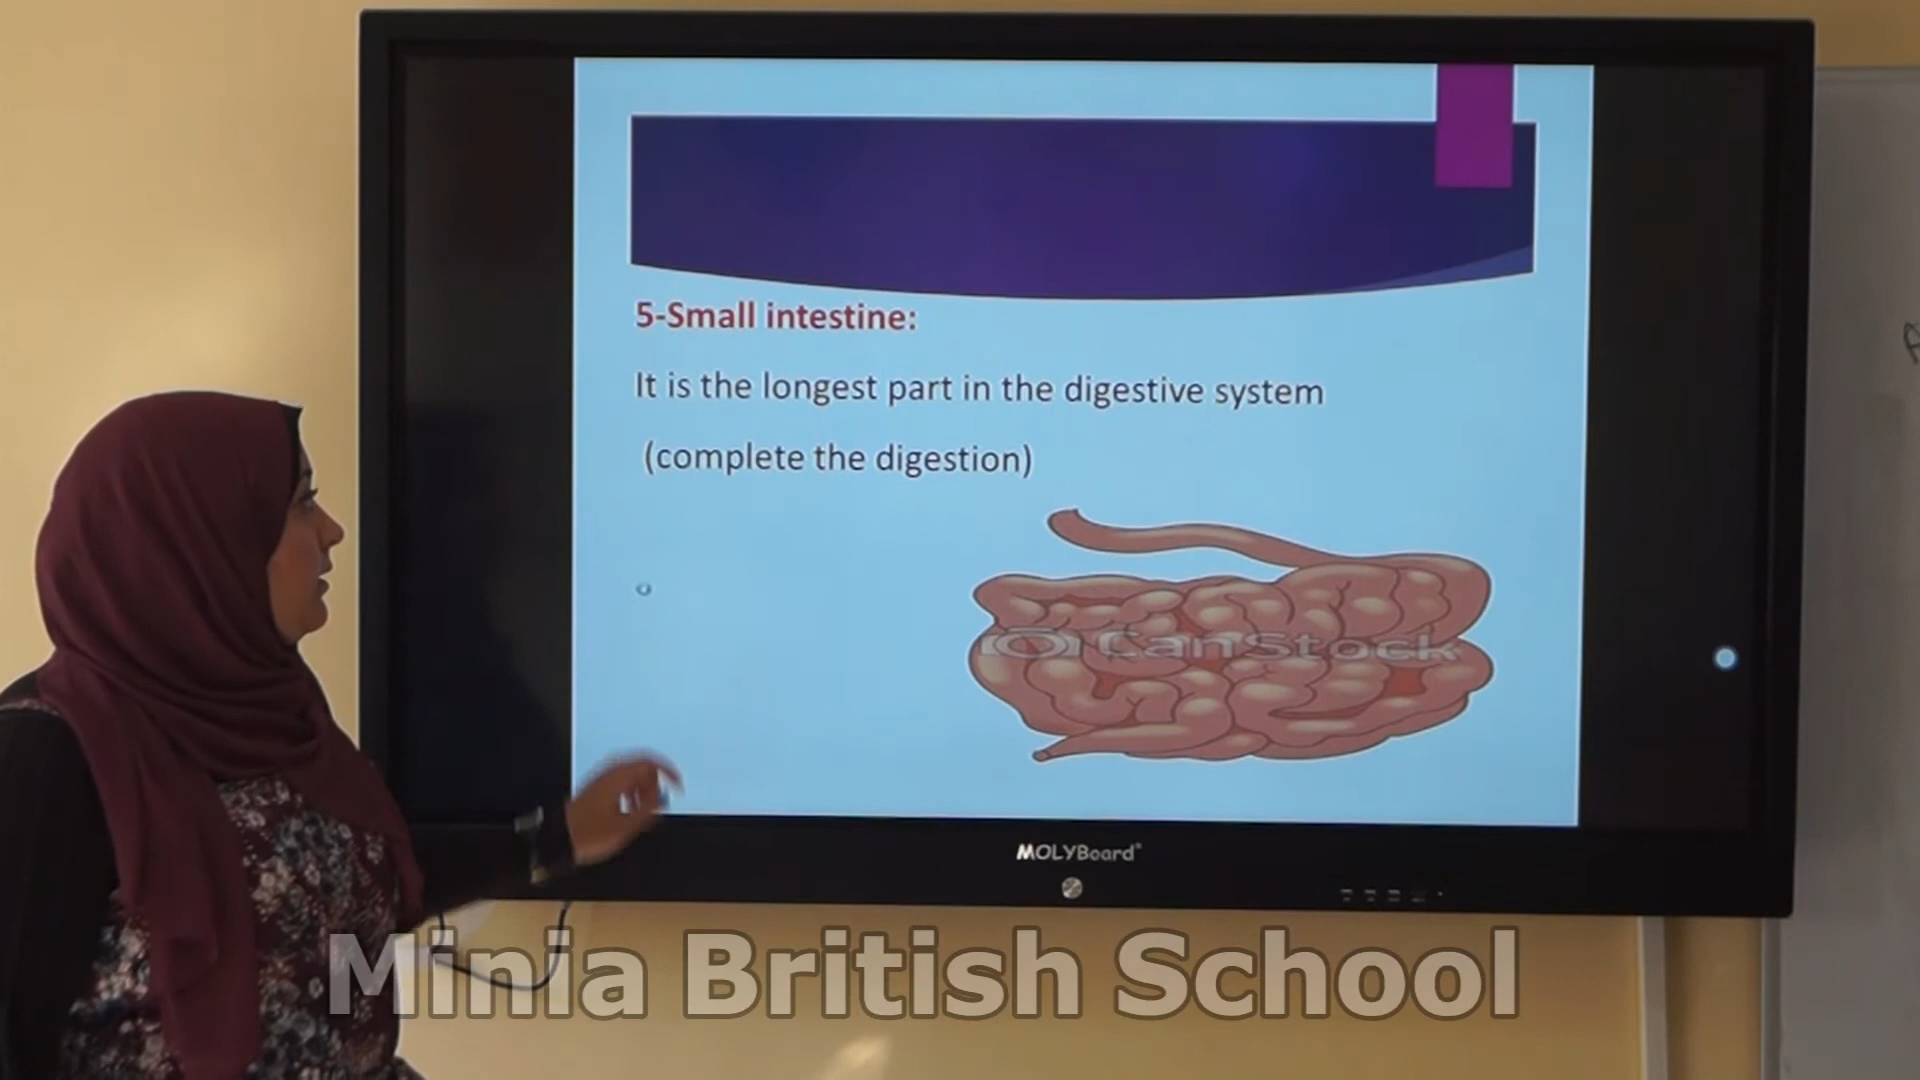 5-Small intestine:
It is the longest part in the digestive system
(complete the digestion)
CanStock
MOLYBoard
Minia British School